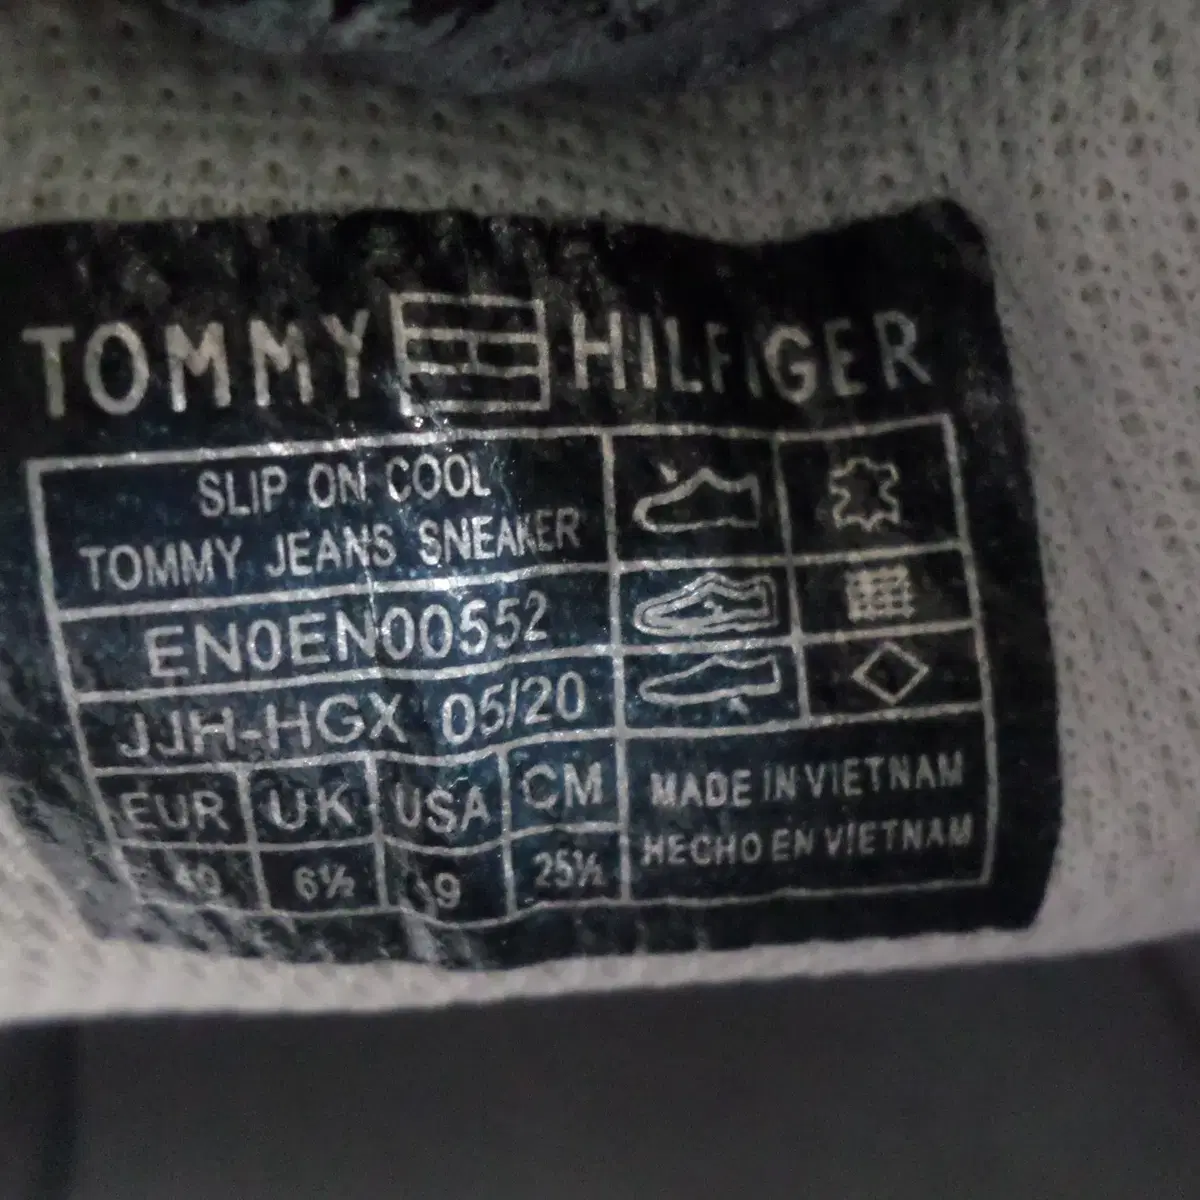 TOMMY HILFIGER
SLIP ON COOL
TOMMY JEANS SNEAKER
EN0EN00552
JJH-HGX 05/20
EUR UK USA CM
40 6½ 9 25½
MADE IN VIETNAM
HECHO EN VIETNAM